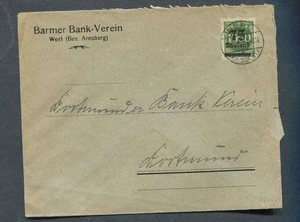 Barmer Bank-Verein
Werl (Bez. Arnsberg)
Dortmunder Bank Verein
Dortmund